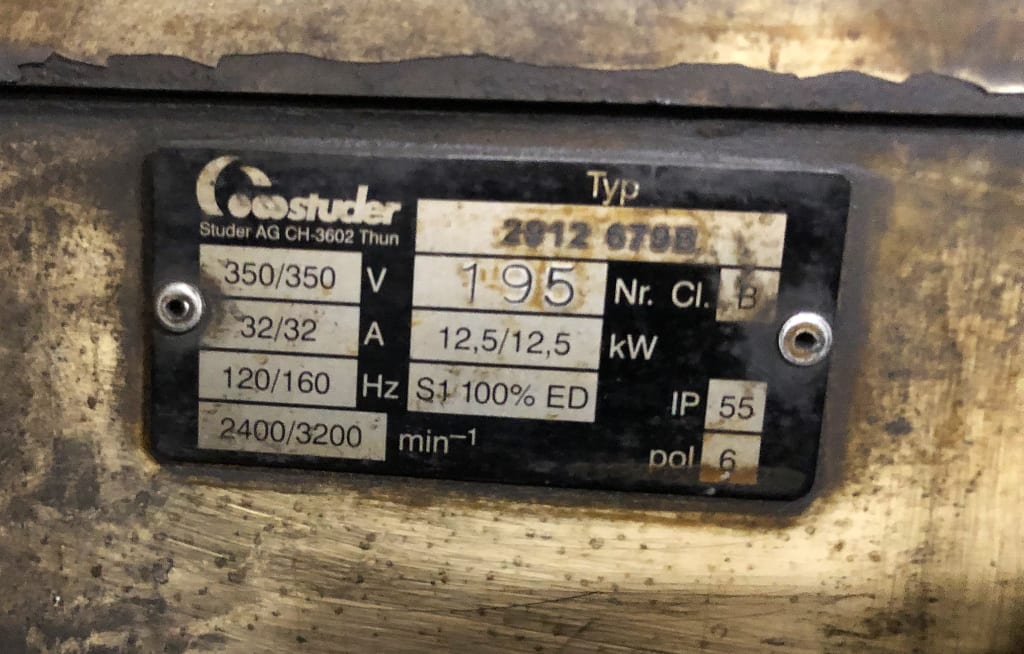 studer
Studer AG CH-3602 Thun
Typ
2912 679B
350/350 V
195 Nr. Cl. B
32/32 A
12,5/12,5 kW
120/160 Hz
S1 100% ED
IP 55
2400/3200 min⁻¹
pol 6